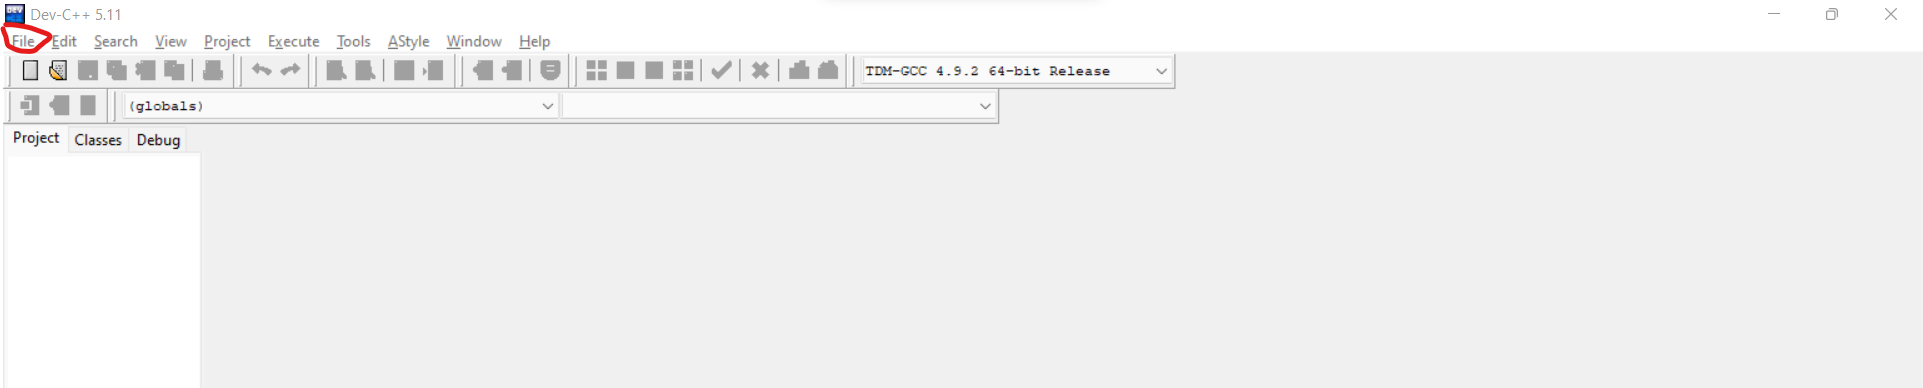 Dev-C++ 5.11
File Edit Search View Project Execute Tools AStyle Window Help
TDM-GCC 4.9.2 64-bit Release
(globals)
Project Classes Debug